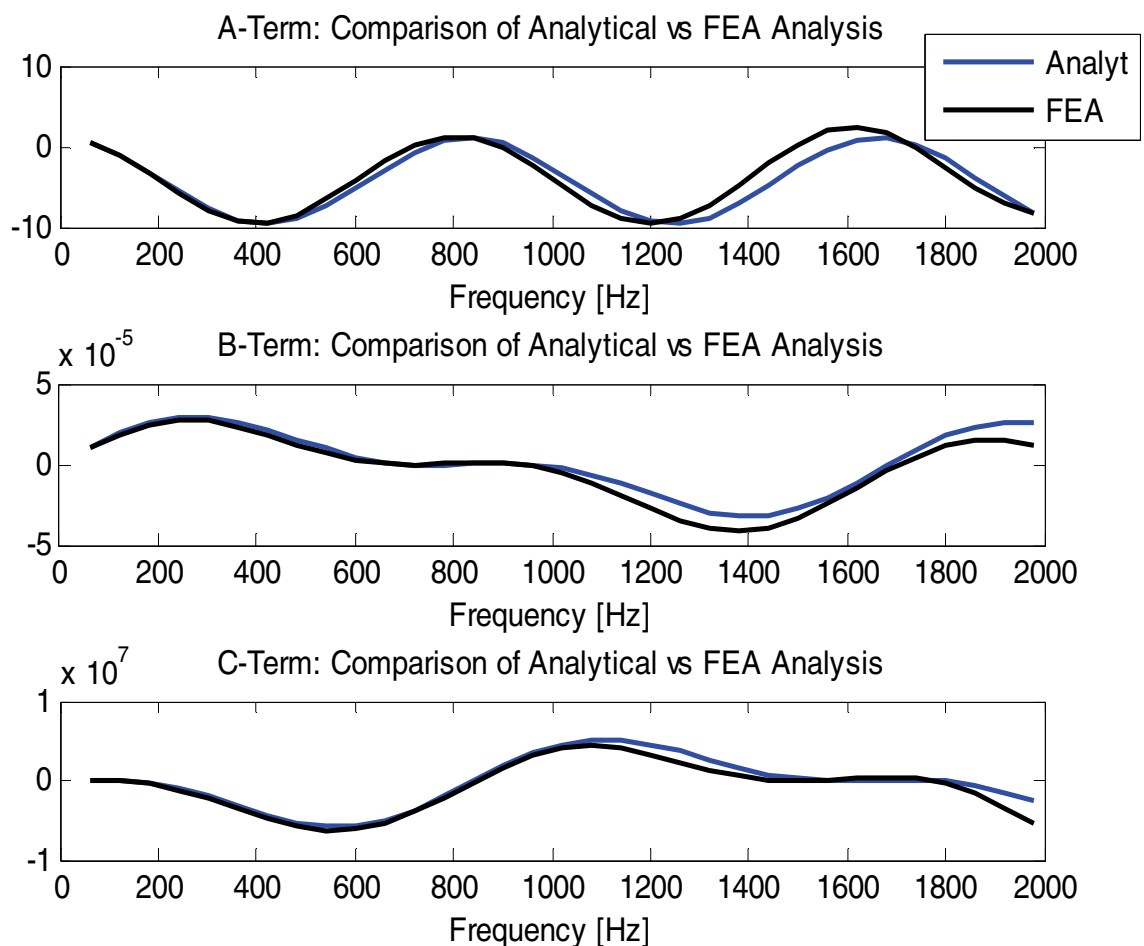 A-Term: Comparison of Analytical vs FEA Analysis
Analyt
FEA
10
0
-10
0 200 400 600 800 1000 1200 1400 1600 1800 2000
Frequency [Hz]
x 10^-5
B-Term: Comparison of Analytical vs FEA Analysis
5
0
-5
0 200 400 600 800 1000 1200 1400 1600 1800 2000
Frequency [Hz]
x 10^7
C-Term: Comparison of Analytical vs FEA Analysis
1
0
-1
0 200 400 600 800 1000 1200 1400 1600 1800 2000
Frequency [Hz]